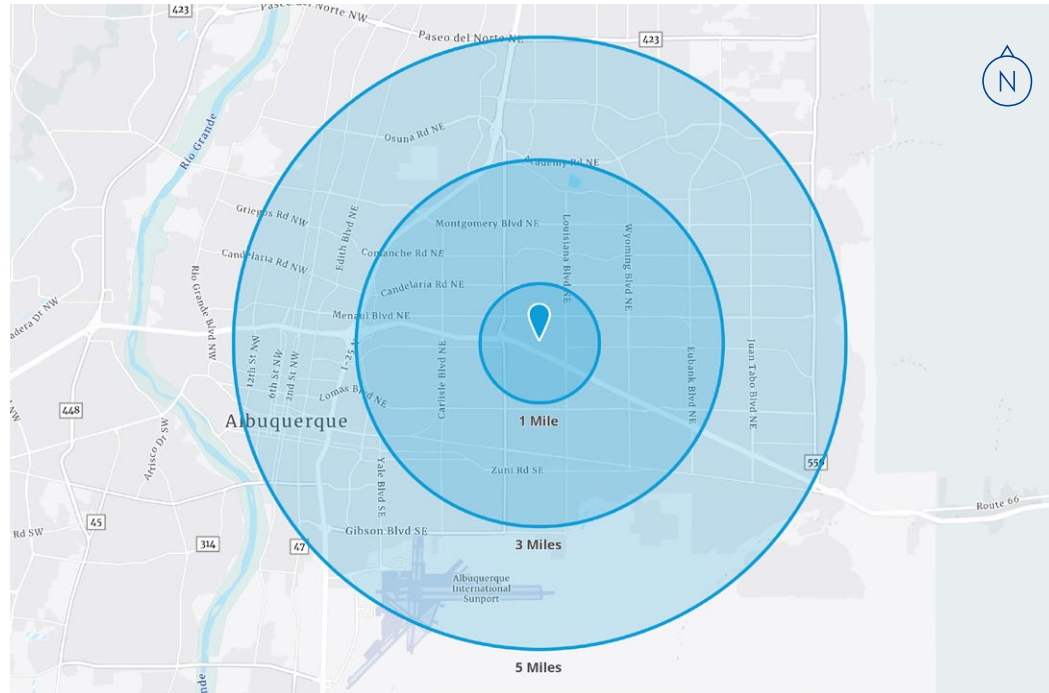 423
Paseo del Norte NW
Paseo del Norte NE
423
N
Rio Grande
Osuna Rd NE
Academy Rd NE
Griegos Rd NW
Edith Blvd NE
Montgomery Blvd NE
Louisiana Blvd NE
Wyoming Blvd NE
Candelaria Rd NW
Comanche Rd NE
Rio Grande Blvd NW
Candelaria Rd NE
Menaul Blvd NE
12th St NW
6th St NW
2nd St NW
I-25 N
Carlisle Blvd NE
Eubank Blvd NE
Juan Tabo Blvd NE
Lomas Blvd NE
448
Albuquerque
1 Mile
Atrisco Dr SW
Yale Blvd SE
Zuni Rd SE
556
Route 66
45
Rd SW
314
47
Gibson Blvd SE
3 Miles
Albuquerque
International
Sunport
5 Miles